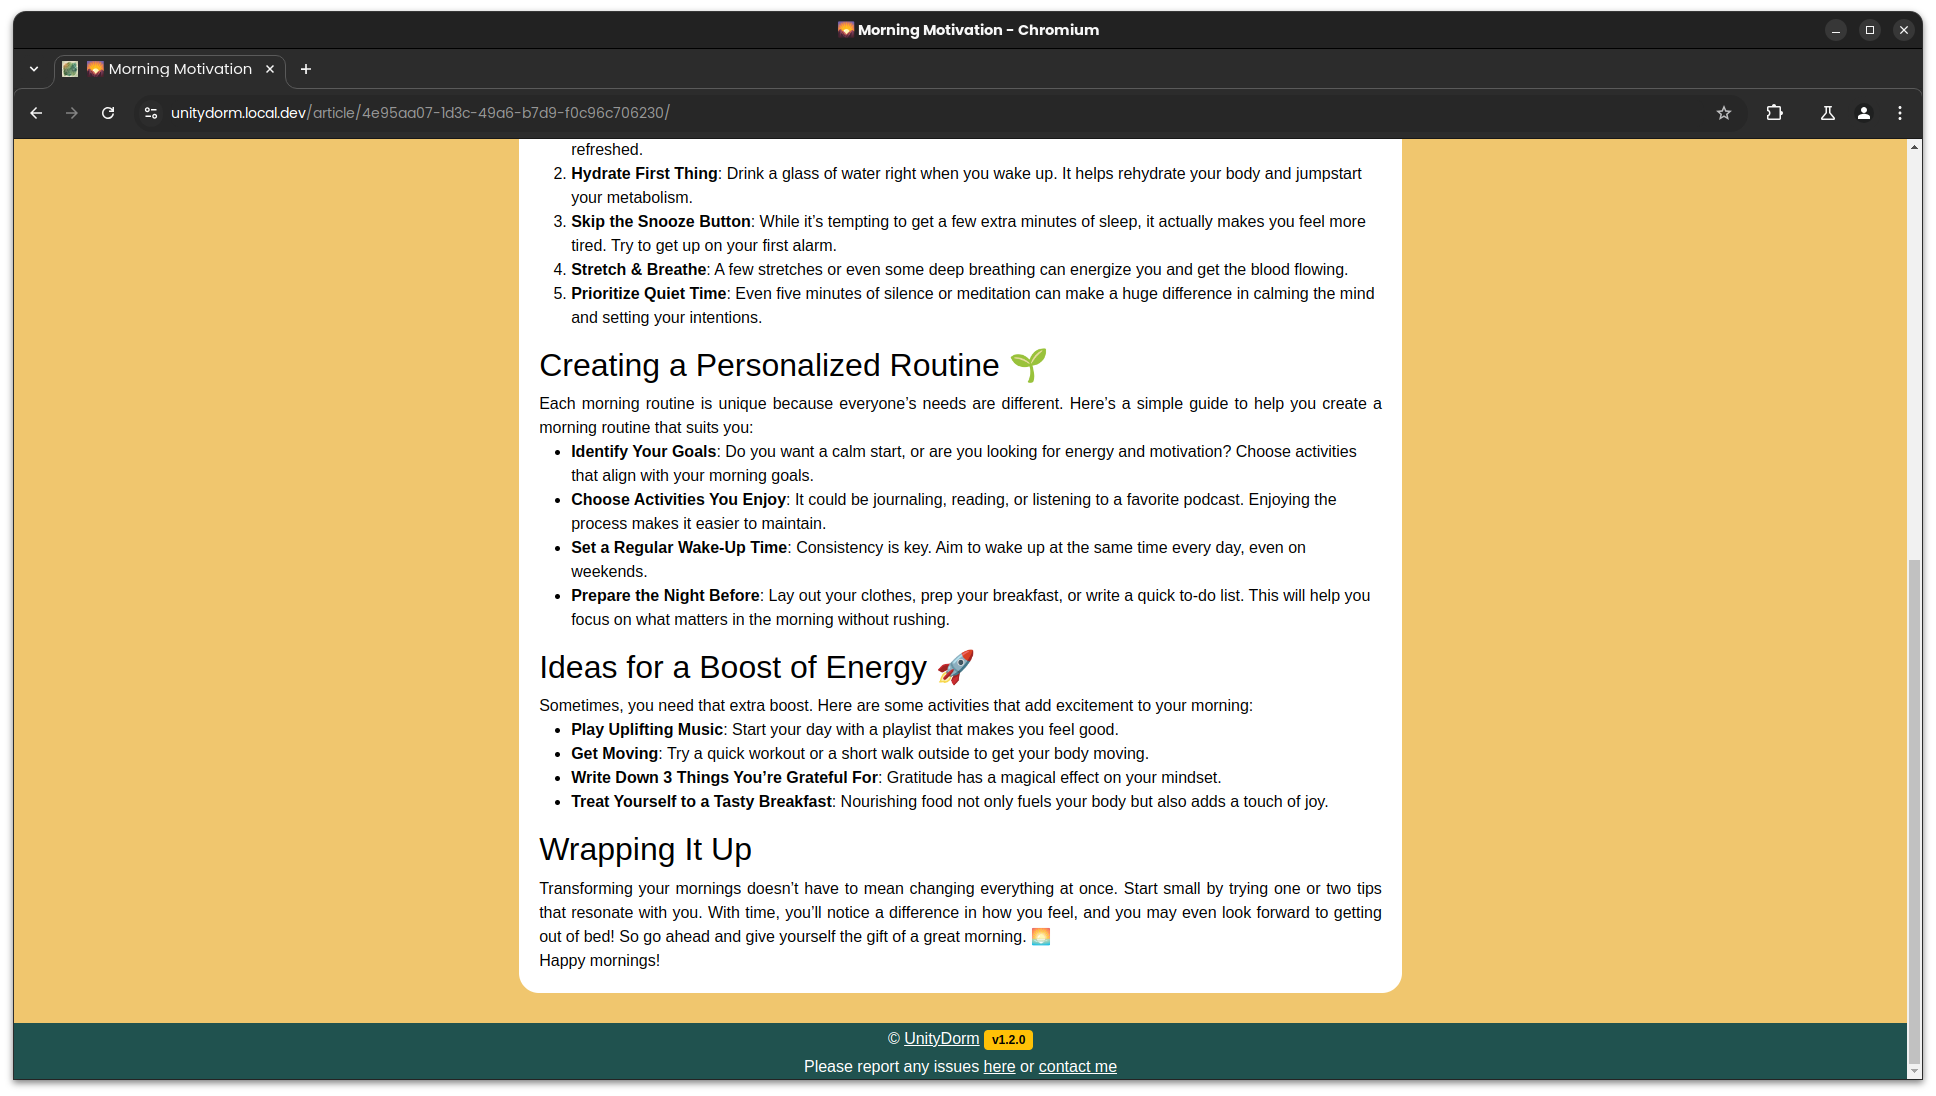 🌄 Morning Motivation - Chromium
🌄 Morning Motivation
unitydorm.local.dev/article/4e95aa07-1d3c-49a6-b7d9-f0c96c706230/
refreshed.
2. Hydrate First Thing: Drink a glass of water right when you wake up. It helps rehydrate your body and jumpstart
your metabolism.
3. Skip the Snooze Button: While it’s tempting to get a few extra minutes of sleep, it actually makes you feel more
tired. Try to get up on your first alarm.
4. Stretch & Breathe: A few stretches or even some deep breathing can energize you and get the blood flowing.
5. Prioritize Quiet Time: Even five minutes of silence or meditation can make a huge difference in calming the mind
and setting your intentions.
Creating a Personalized Routine 🌱
Each morning routine is unique because everyone’s needs are different. Here’s a simple guide to help you create a
morning routine that suits you:
• Identify Your Goals: Do you want a calm start, or are you looking for energy and motivation? Choose activities
that align with your morning goals.
• Choose Activities You Enjoy: It could be journaling, reading, or listening to a favorite podcast. Enjoying the
process makes it easier to maintain.
• Set a Regular Wake-Up Time: Consistency is key. Aim to wake up at the same time every day, even on
weekends.
• Prepare the Night Before: Lay out your clothes, prep your breakfast, or write a quick to-do list. This will help you
focus on what matters in the morning without rushing.
Ideas for a Boost of Energy 🚀
Sometimes, you need that extra boost. Here are some activities that add excitement to your morning:
• Play Uplifting Music: Start your day with a playlist that makes you feel good.
• Get Moving: Try a quick workout or a short walk outside to get your body moving.
• Write Down 3 Things You’re Grateful For: Gratitude has a magical effect on your mindset.
• Treat Yourself to a Tasty Breakfast: Nourishing food not only fuels your body but also adds a touch of joy.
Wrapping It Up
Transforming your mornings doesn’t have to mean changing everything at once. Start small by trying one or two tips
that resonate with you. With time, you’ll notice a difference in how you feel, and you may even look forward to getting
out of bed! So go ahead and give yourself the gift of a great morning. 🌅
Happy mornings!
© UnityDorm v1.2.0
Please report any issues here or contact me